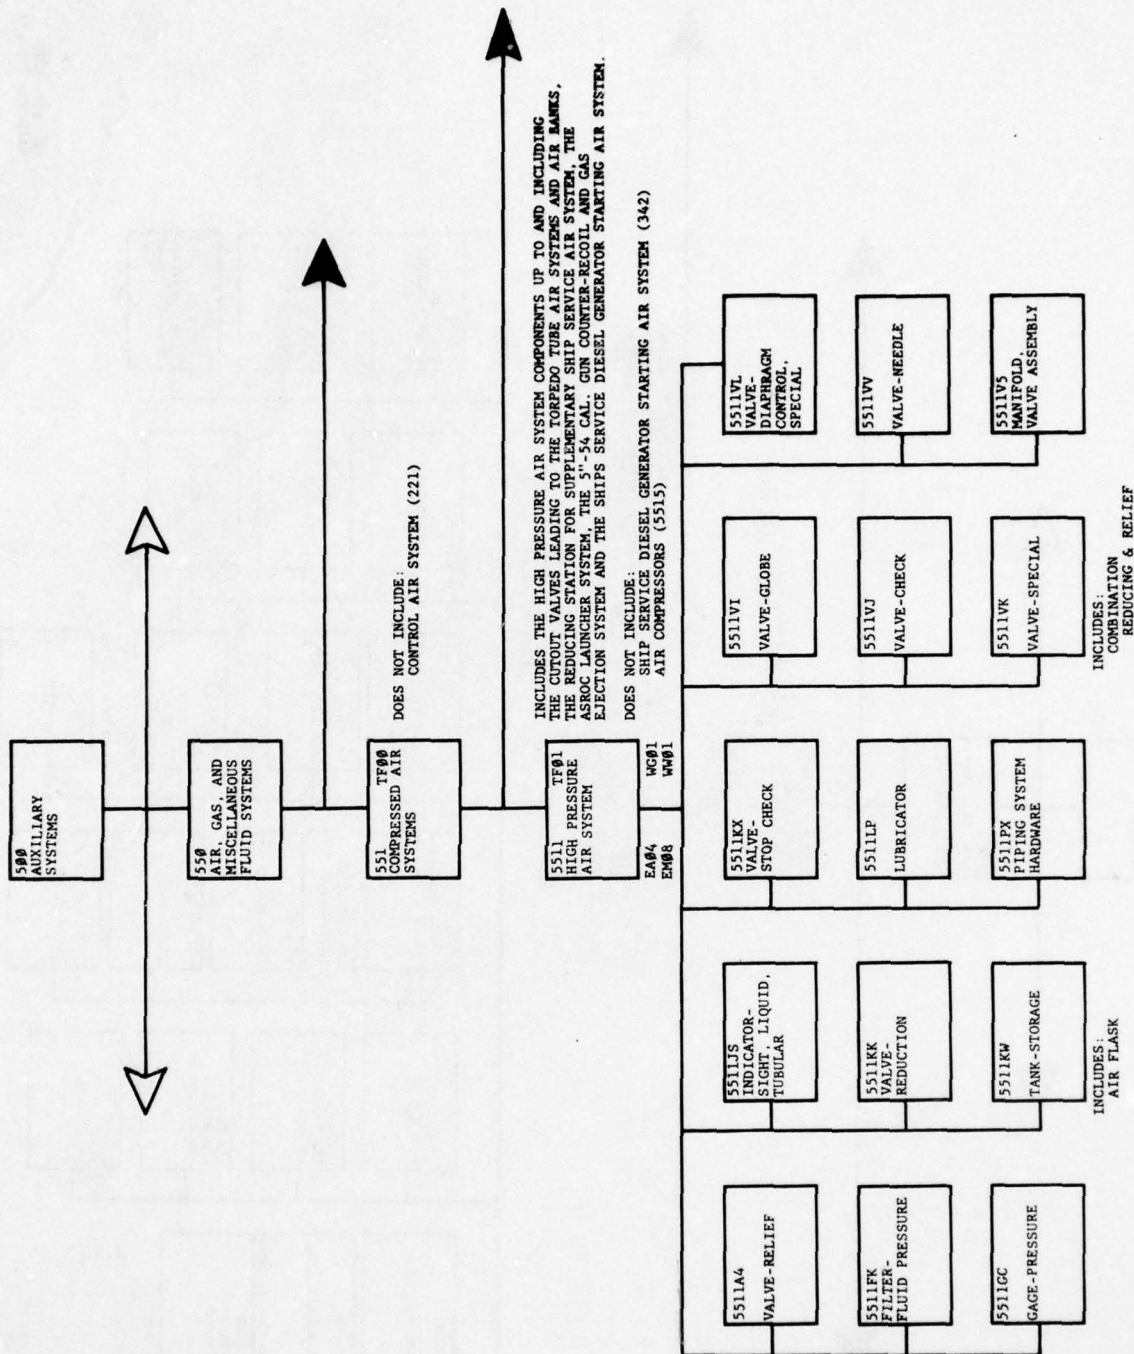 5ØØ
AUXILIARY
SYSTEMS
55Ø
AIR, GAS, AND
MISCELLANEOUS
FLUID SYSTEMS
551 TFØØ
COMPRESSED AIR
SYSTEMS
DOES NOT INCLUDE:
CONTROL AIR SYSTEM (221)
5511 TFØ1
HIGH PRESSURE
AIR SYSTEM
INCLUDES THE HIGH PRESSURE AIR SYSTEM COMPONENTS UP TO AND INCLUDING
THE CUTOUT VALVES LEADING TO THE TORPEDO TUBE AIR SYSTEMS AND AIR BANKS,
THE REDUCING STATION FOR SUPPLEMENTARY SHIP SERVICE AIR SYSTEM, THE
ASROC LAUNCHER SYSTEM, THE 5"-54 CAL. GUN COUNTER-RECOIL AND GAS
EJECTION SYSTEM AND THE SHIPS SERVICE DIESEL GENERATOR STARTING AIR SYSTEM.
DOES NOT INCLUDE:
SHIP SERVICE DIESEL GENERATOR STARTING AIR SYSTEM (342)
AIR COMPRESSORS (5515)
EAØ4 WGØ1
EMØ8 WWØ1
5511A4
VALVE-RELIEF
5511FK
FILTER-
FLUID PRESSURE
5511GC
GAGE-PRESSURE
5511JS
INDICATOR-
SIGHT, LIQUID,
TUBULAR
5511KK
VALVE-
REDUCTION
5511KW
TANK-STORAGE
INCLUDES:
AIR FLASK
5511KX
VALVE-
STOP CHECK
5511LP
LUBRICATOR
5511PX
PIPING SYSTEM
HARDWARE
5511VI
VALVE-GLOBE
5511VJ
VALVE-CHECK
5511VK
VALVE-SPECIAL
INCLUDES:
COMBINATION
REDUCING & RELIEF
5511VL
VALVE-
DIAPHRAGM
CONTROL,
SPECIAL
5511VV
VALVE-NEEDLE
5511V5
MANIFOLD,
VALVE ASSEMBLY